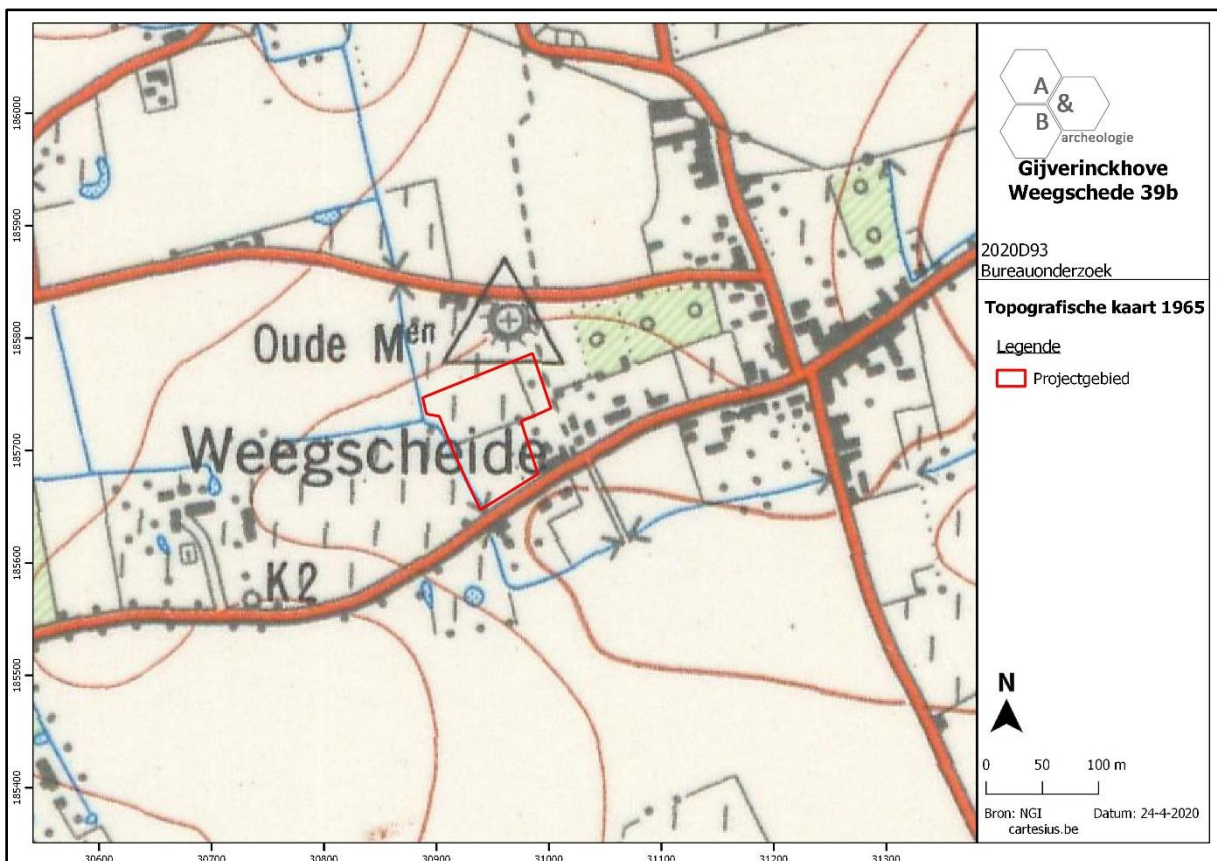 Oude Mén
Weegscheide
K2
186000
185900
185800
185700
185600
185500
185400
30600
30700
30800
30900
31000
31100
31200
31300
A
&
B
archeologie
Gijverinckhove
Weegschede 39b
2020D93
Bureauonderzoek
Topografische kaart 1965
Legende
Projectgebied
N
0 50 100 m
Bron: NGI Datum: 24-4-2020
cartesius.be